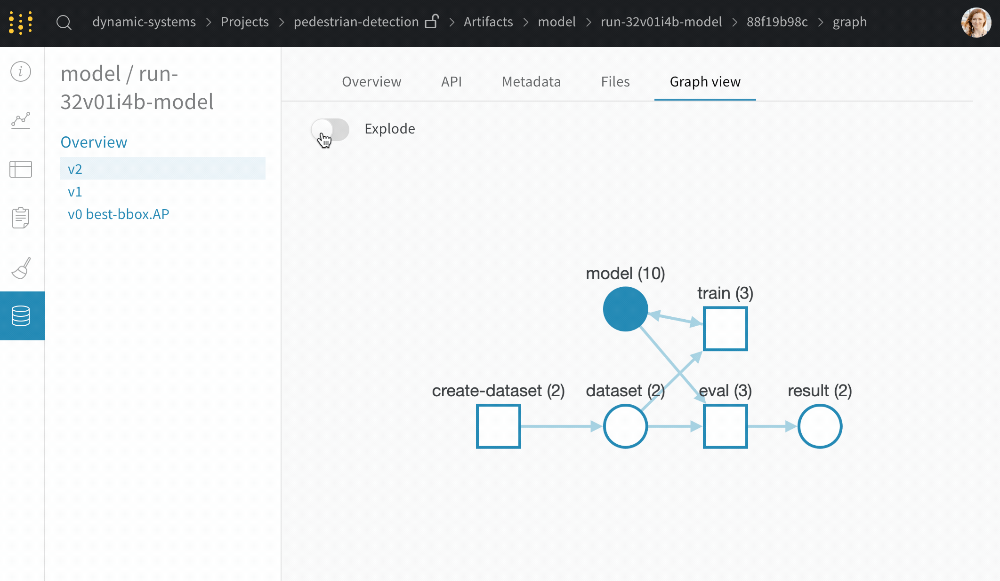 dynamic-systems > Projects > pedestrian-detection > Artifacts > model > run-32v01i4b-model > 88f19b98c > graph
model / run-
32v01i4b-model
Overview
v2
v1
v0 best-bbox.AP
Overview API Metadata Files Graph view
Explode
model (10)
train (3)
create-dataset (2) dataset (2) eval (3) result (2)